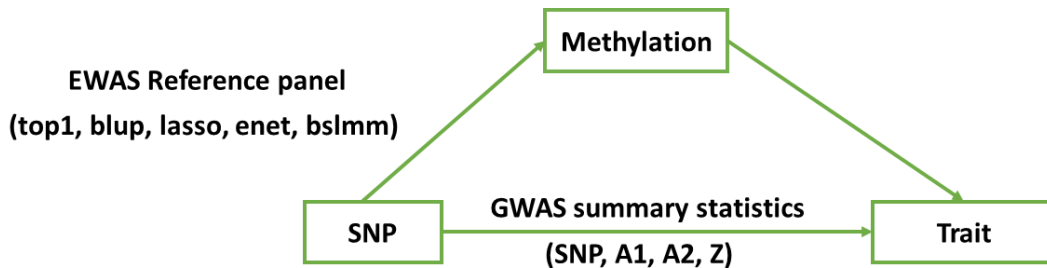 Methylation
EWAS Reference panel
(top1, blup, lasso, enet, bslmm)
SNP
GWAS summary statistics
(SNP, A1, A2, Z)
Trait